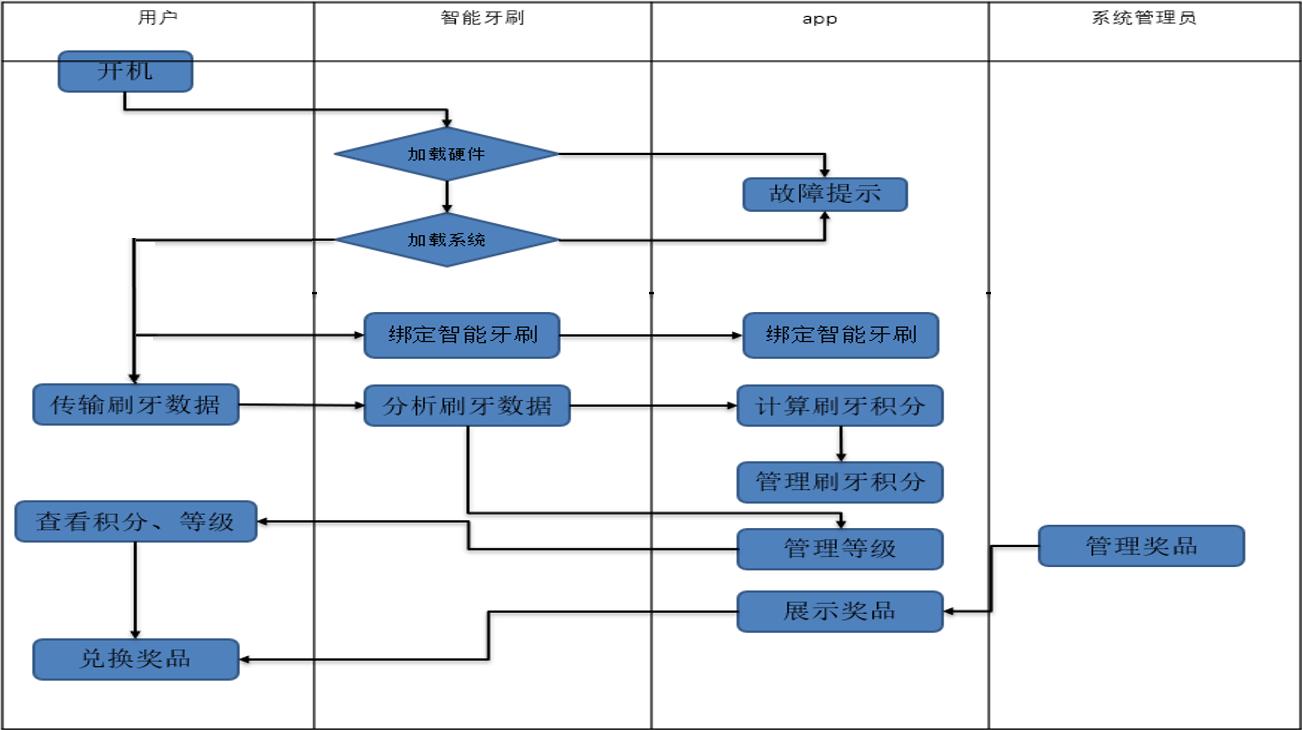 用户
智能牙刷
app
系统管理员
开机
加载硬件
故障提示
加载系统
绑定智能牙刷
绑定智能牙刷
传输刷牙数据
分析刷牙数据
计算刷牙积分
管理刷牙积分
查看积分、等级
管理等级
管理奖品
展示奖品
兑换奖品